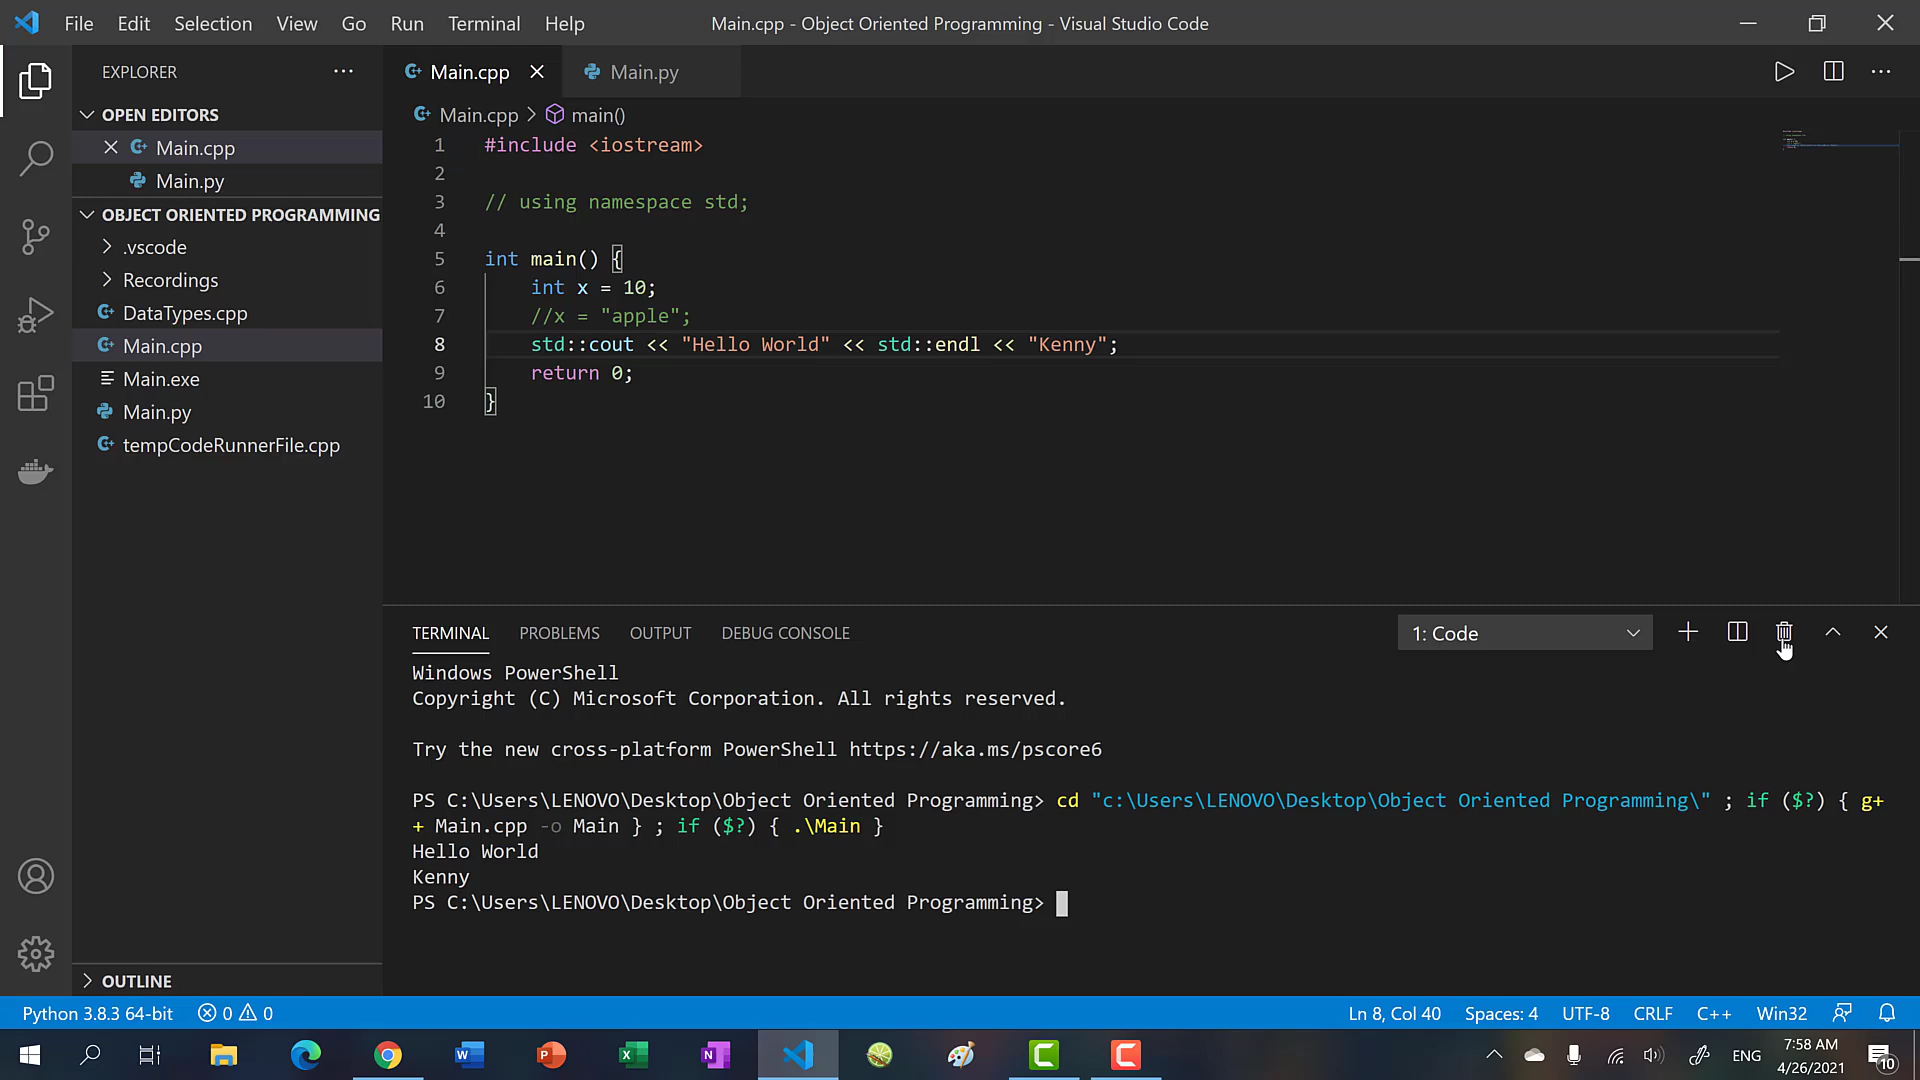 File Edit Selection View Go Run Terminal Help
Main.cpp - Object Oriented Programming - Visual Studio Code
EXPLORER
OPEN EDITORS
Main.cpp
Main.py
OBJECT ORIENTED PROGRAMMING
.vscode
Recordings
DataTypes.cpp
Main.cpp
Main.exe
Main.py
tempCodeRunnerFile.cpp
OUTLINE
Main.cpp Main.py
Main.cpp > main()
1 #include <iostream>
2
3 // using namespace std;
4
5 int main() {
6 int x = 10;
7 //x = "apple";
8 std::cout << "Hello World" << std::endl << "Kenny";
9 return 0;
10 }
TERMINAL PROBLEMS OUTPUT DEBUG CONSOLE 1: Code
Windows PowerShell
Copyright (C) Microsoft Corporation. All rights reserved.
Try the new cross-platform PowerShell https://aka.ms/pscore6
PS C:\Users\LENOVO\Desktop\Object Oriented Programming> cd "c:\Users\LENOVO\Desktop\Object Oriented Programming\" ; if ($?) { g+
+ Main.cpp -o Main } ; if ($?) { .\Main }
Hello World
Kenny
PS C:\Users\LENOVO\Desktop\Object Oriented Programming>
Python 3.8.3 64-bit 0 0 Ln 8, Col 40 Spaces: 4 UTF-8 CRLF C++ Win32
ENG
7:58 AM
4/26/2021
10